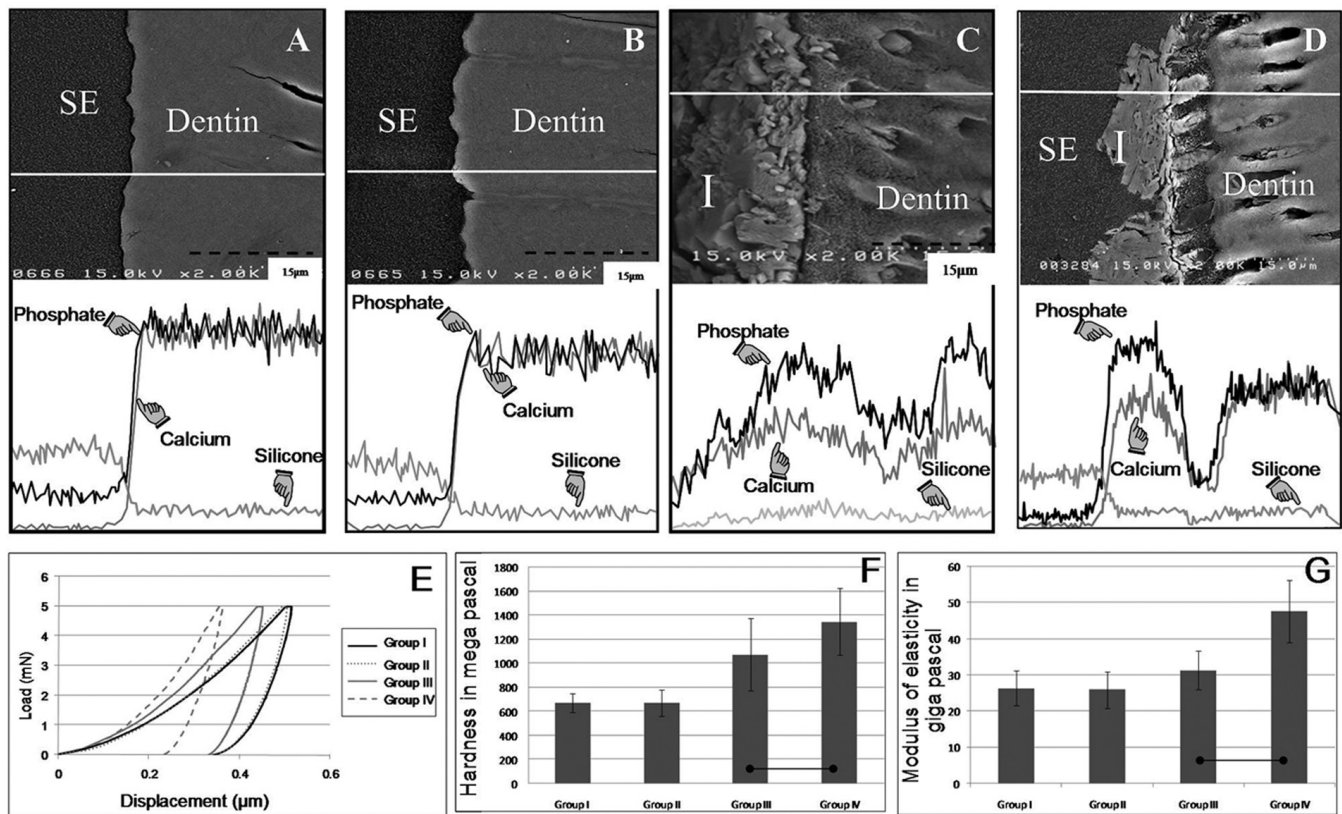 A
SE
Dentin
0666 15.0kV x2.00K
15μm
B
SE
Dentin
0665 15.0kV x2.00K
15μm
C
I
Dentin
15.0kV x2.00K
15μm
D
SE
I
Dentin
003284 15.0kV x2.00K 15.0μm
Phosphate
Calcium
Silicone
Phosphate
Calcium
Silicone
Phosphate
Calcium
Silicone
Phosphate
Calcium
Silicone
E
Load (mN)
6
5
4
3
2
1
0
0 0.2 0.4 0.6
Displacement (μm)
Group I
Group II
Group III
Group IV
F
Hardness in mega pascal
1800
1600
1400
1200
1000
800
600
400
200
0
Group I Group II Group III Group IV
G
Modulus of elasticity in
giga pascal
60
50
40
30
20
10
0
Group I Group II Group III Group IV